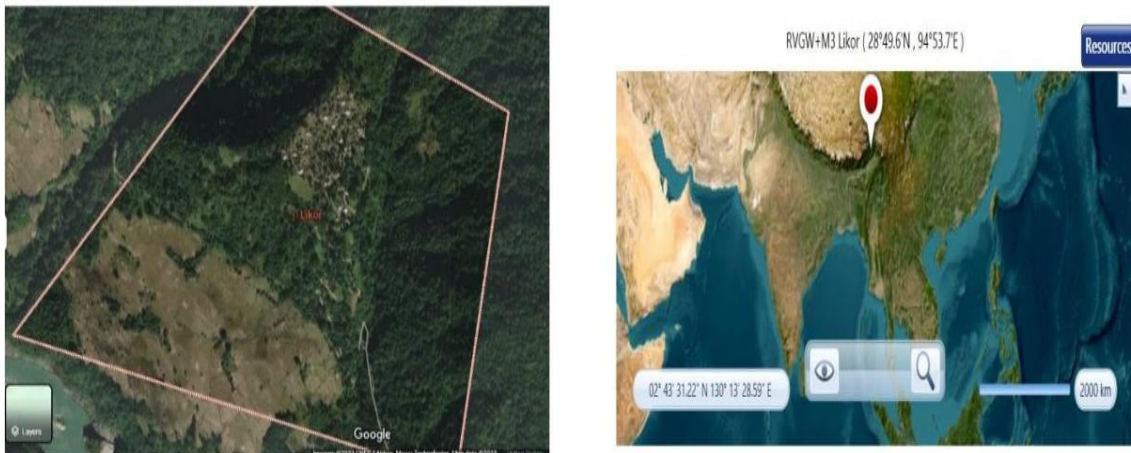 Likor
Layers
Google
RVGW+M3 Likor ( 28°49.6'N , 94°53.7'E )
Resources
02° 43' 31.22" N 130° 13' 28.59" E
2000 km